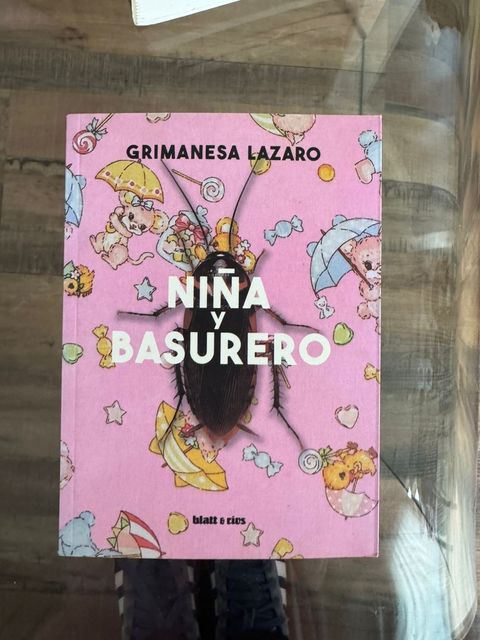 GRIMANESA LAZARO
NIÑA
Y
BASURERO
blatt & ríos